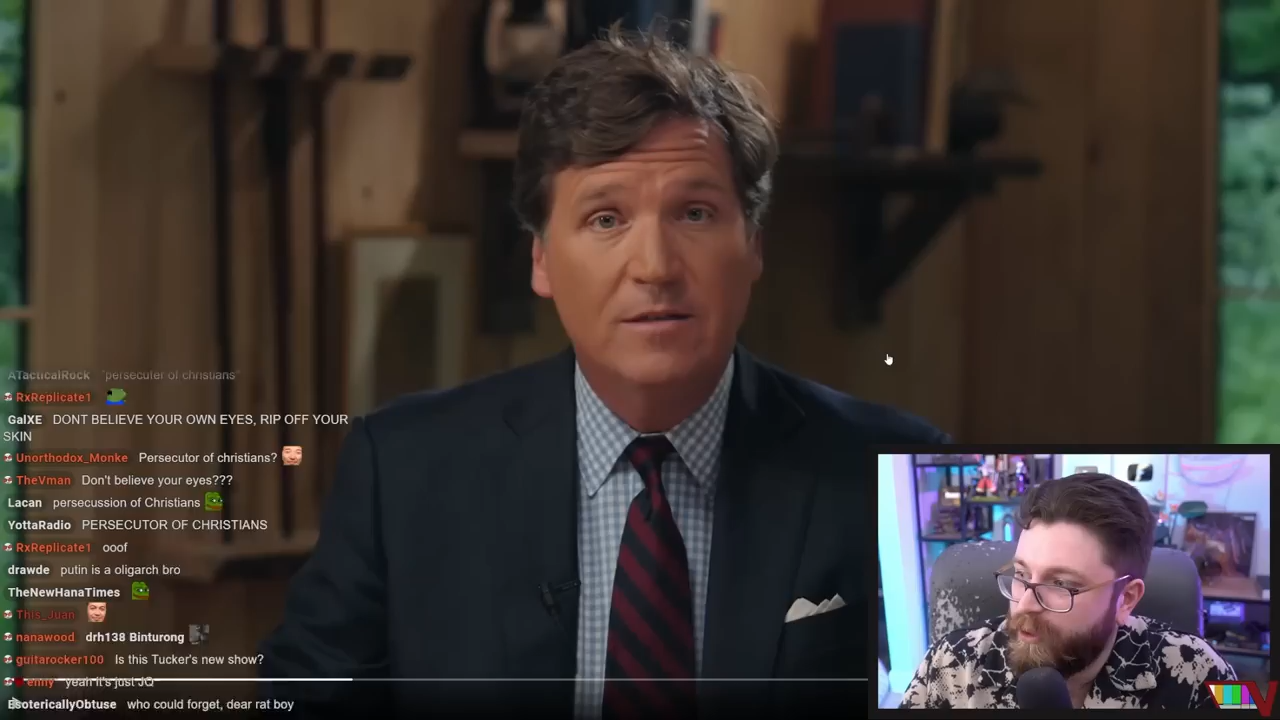 ATacticalRock "persecuter of christians"
RxReplicate1
GalXE DONT BELIEVE YOUR OWN EYES, RIP OFF YOUR
SKIN
Unorthodox_Monke Persecutor of christians?
TheVman Don't believe your eyes???
Lacan persecussion of Christians
YottaRadio PERSECUTOR OF CHRISTIANS
RxReplicate1 ooof
drawde putin is a oligarch bro
TheNewHanaTimes
This_Juan
nanawood drh138 Binturong
guitarocker100 Is this Tucker's new show?
yeah it's just JQ
EsotericallyObtuse who could forget, dear rat boy